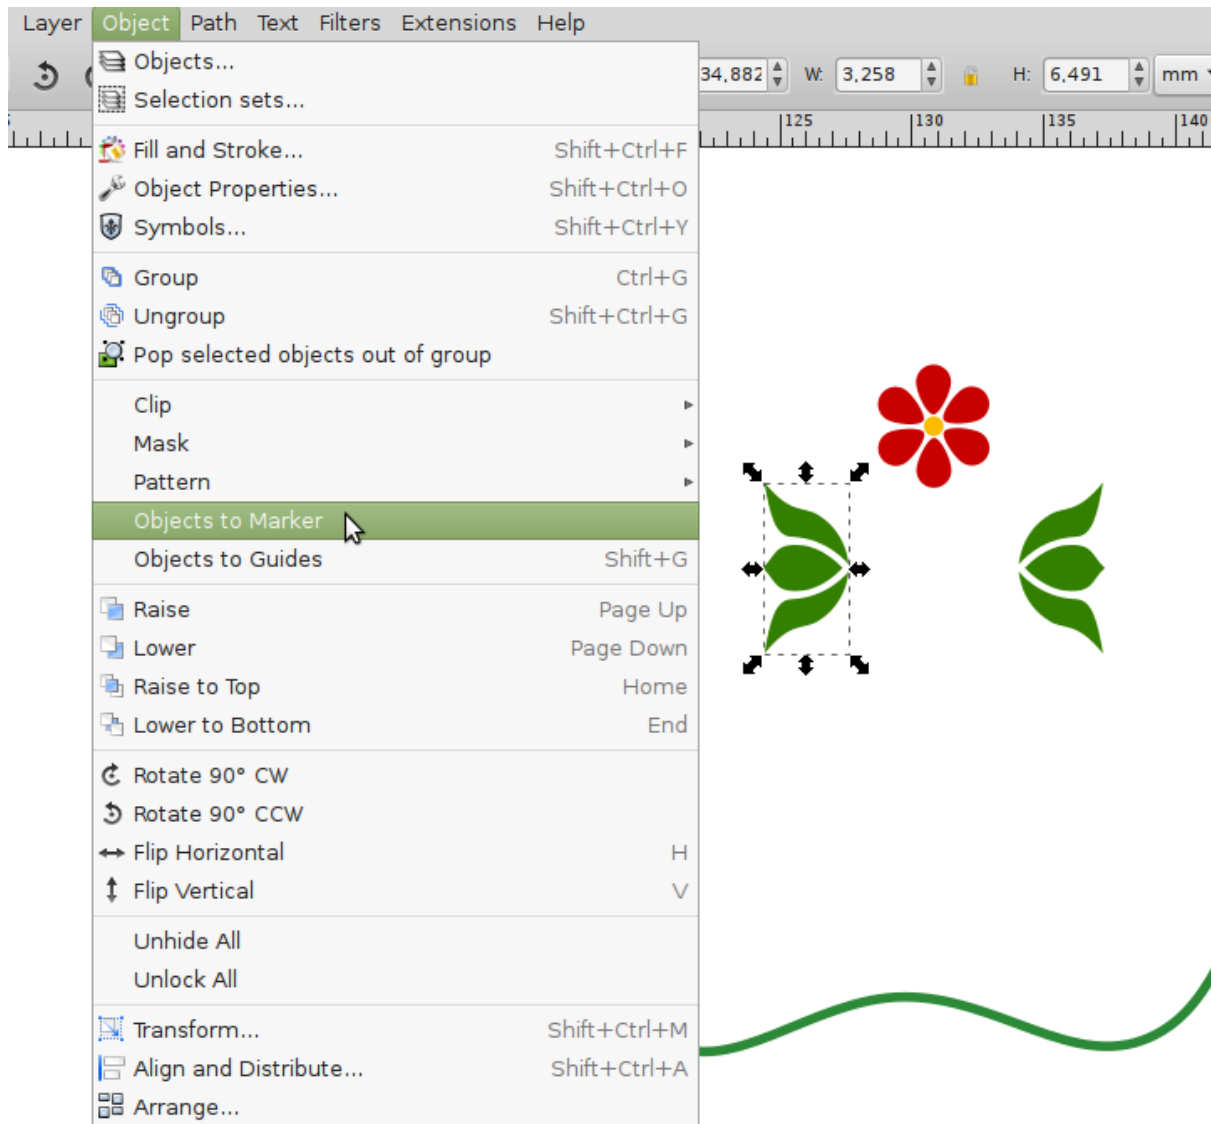 Layer Object Path Text Filters Extensions Help
34,882 W: 3,258 H: 6,491 mm
125 130 135 140
Objects...
Selection sets...
Fill and Stroke... Shift+Ctrl+F
Object Properties... Shift+Ctrl+O
Symbols... Shift+Ctrl+Y
Group Ctrl+G
Ungroup Shift+Ctrl+G
Pop selected objects out of group
Clip
Mask
Pattern
Objects to Marker
Objects to Guides Shift+G
Raise Page Up
Lower Page Down
Raise to Top Home
Lower to Bottom End
Rotate 90° CW
Rotate 90° CCW
Flip Horizontal H
Flip Vertical V
Unhide All
Unlock All
Transform... Shift+Ctrl+M
Align and Distribute... Shift+Ctrl+A
Arrange...